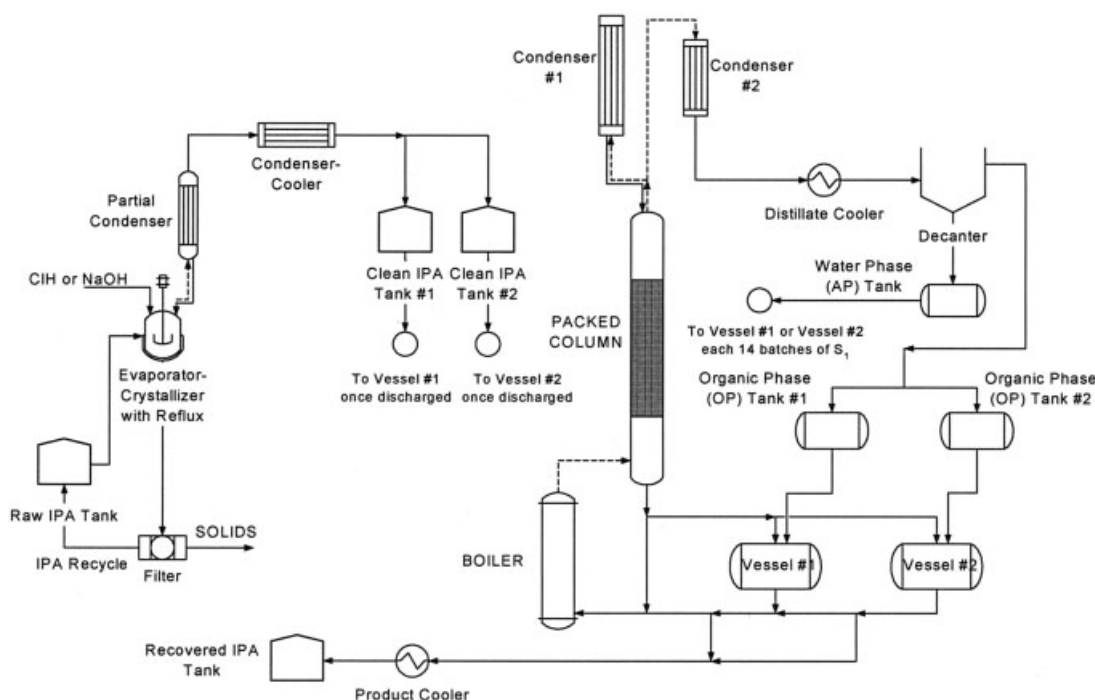 Condenser
#1
Condenser
#2
Condenser-
Cooler
Partial
Condenser
Distillate Cooler
Decanter
ClH or NaOH
Clean IPA
Tank #1
Clean IPA
Tank #2
Water Phase
(AP) Tank
To Vessel #1 or Vessel #2
each 14 batches of S1
PACKED
COLUMN
Evaporator-
Crystallizer
with Reflux
To Vessel #1
once discharged
To Vessel #2
once discharged
Organic Phase
(OP) Tank #1
Organic Phase
(OP) Tank #2
Raw IPA Tank
SOLIDS
IPA Recycle
Filter
BOILER
Vessel #1
Vessel #2
Recovered IPA
Tank
Product Cooler